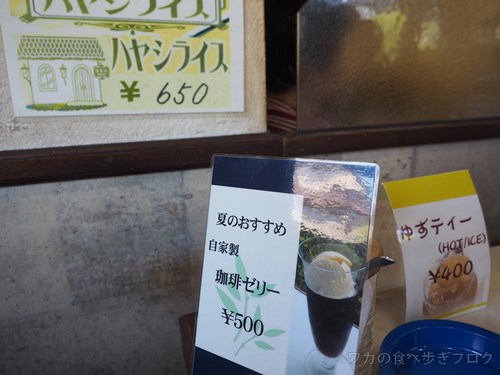 ハヤシライス
ハヤシライス
¥ 650
夏のおすすめ
自家製
珈琲ゼリー
¥500
ゆずティー
(HOT/ICE)
¥400
ワカの食べ歩きブログ